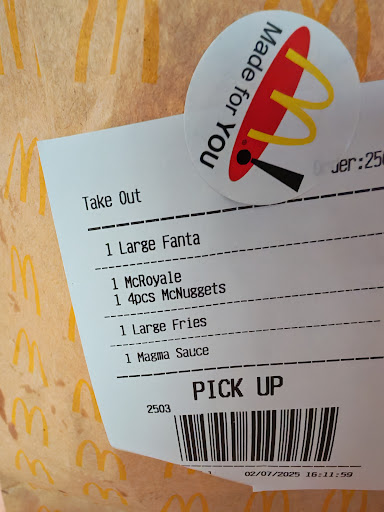 Made for YOU
Take Out
1 Large Fanta
1 McRoyale
1 4pcs McNuggets
1 Large Fries
1 Magma Sauce
PICK UP
2503
02/07/2025 16:11:59